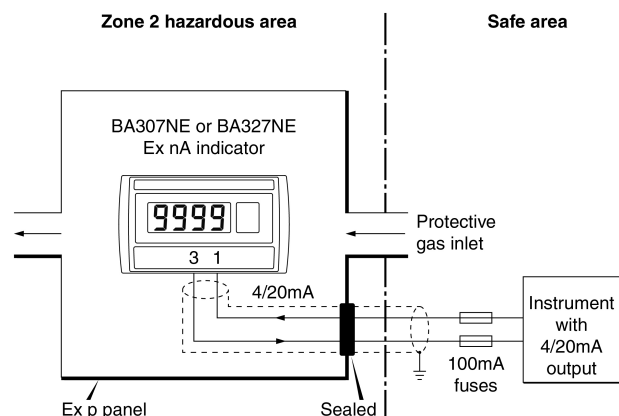 Zone 2 hazardous area
Safe area
BA307NE or BA327NE
Ex nA indicator
9999
3 1
Protective
gas inlet
4/20mA
Instrument
with
4/20mA
output
100mA
fuses
Ex p panel
Sealed